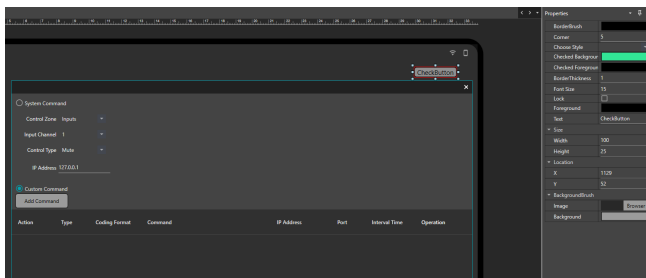 Properties
BorderBrush
Corner 5
Choose Style
Checked Backgrour
Checked Foregrour
BorderThickness 1
Font Size 15
Lock
Foreground
Text CheckButton
Size
Width 100
Height 25
Location
X 1129
Y 52
BackgroundBrush
Image Browser
Background
CheckButton
System Command
Control Zone Inputs
Input Channel 1
Control Type Mute
IP Address 127.0.0.1
Custom Command
Add Command
Action Type Coding Format Command IP Address Port Interval Time Operation